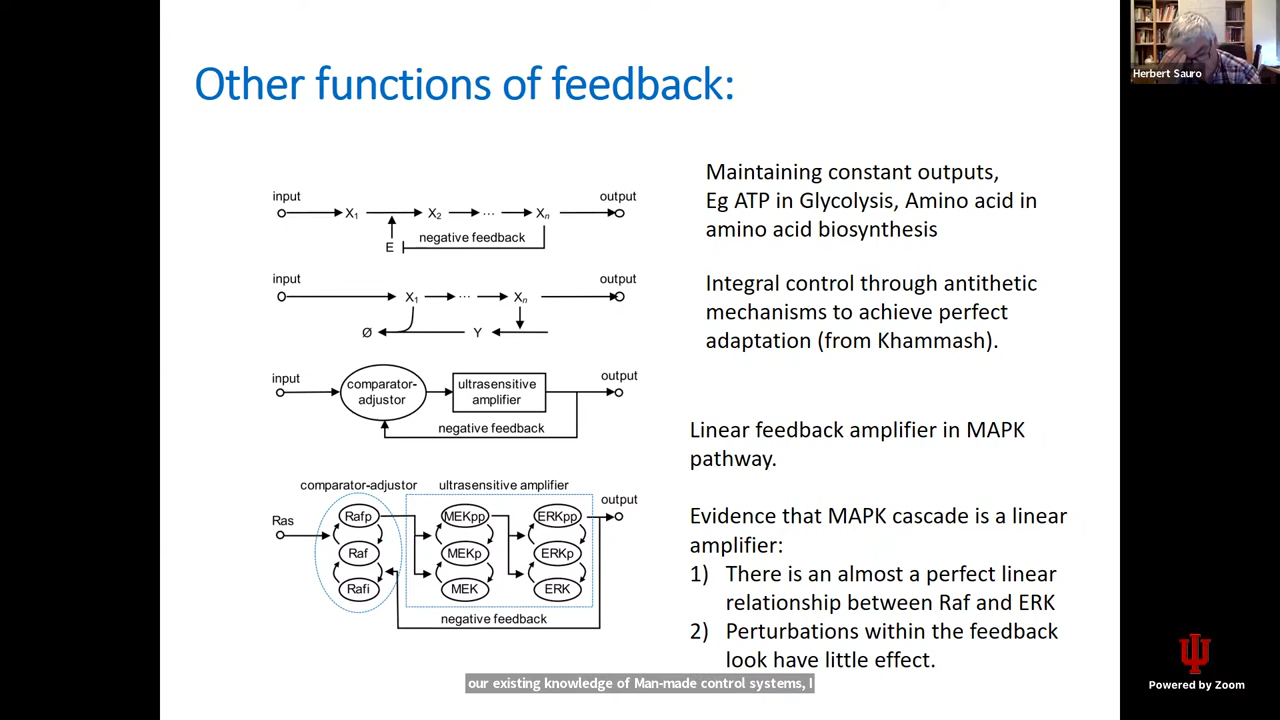 Other functions of feedback:
Herbert Sauro
input
output
X1
X2
...
Xn
E
negative feedback
Maintaining constant outputs,
Eg ATP in Glycolysis, Amino acid in
amino acid biosynthesis
input
output
X1
...
Xn
Ø
Y
Integral control through antithetic
mechanisms to achieve perfect
adaptation (from Khammash).
input
output
comparator-
adjustor
ultrasensitive
amplifier
negative feedback
Linear feedback amplifier in MAPK
pathway.
comparator-adjustor
ultrasensitive amplifier
output
Ras
Rafp
MEKpp
ERKpp
Raf
MEKp
ERKp
Rafi
MEK
ERK
negative feedback
Evidence that MAPK cascade is a linear
amplifier:
1) There is an almost a perfect linear
relationship between Raf and ERK
2) Perturbations within the feedback
look have little effect.
our existing knowledge of Man-made control systems, I
Powered by Zoom